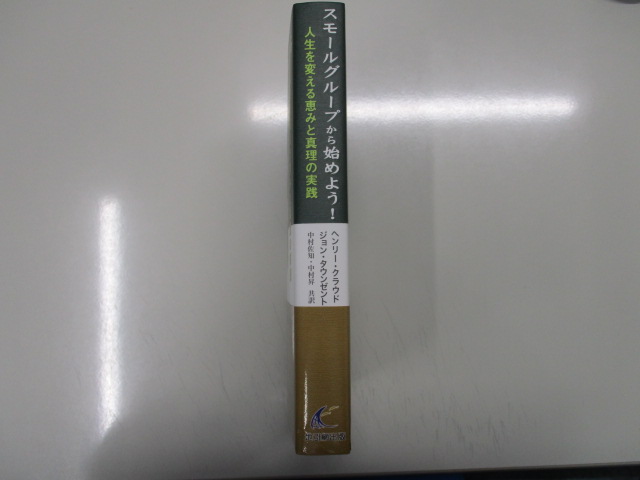 スモールグループから始めよう!
人生を変える恵みと真理の実践
ヘンリー・クラウド
ジョン・タウンゼント
中村佐知・中村昇 共訳